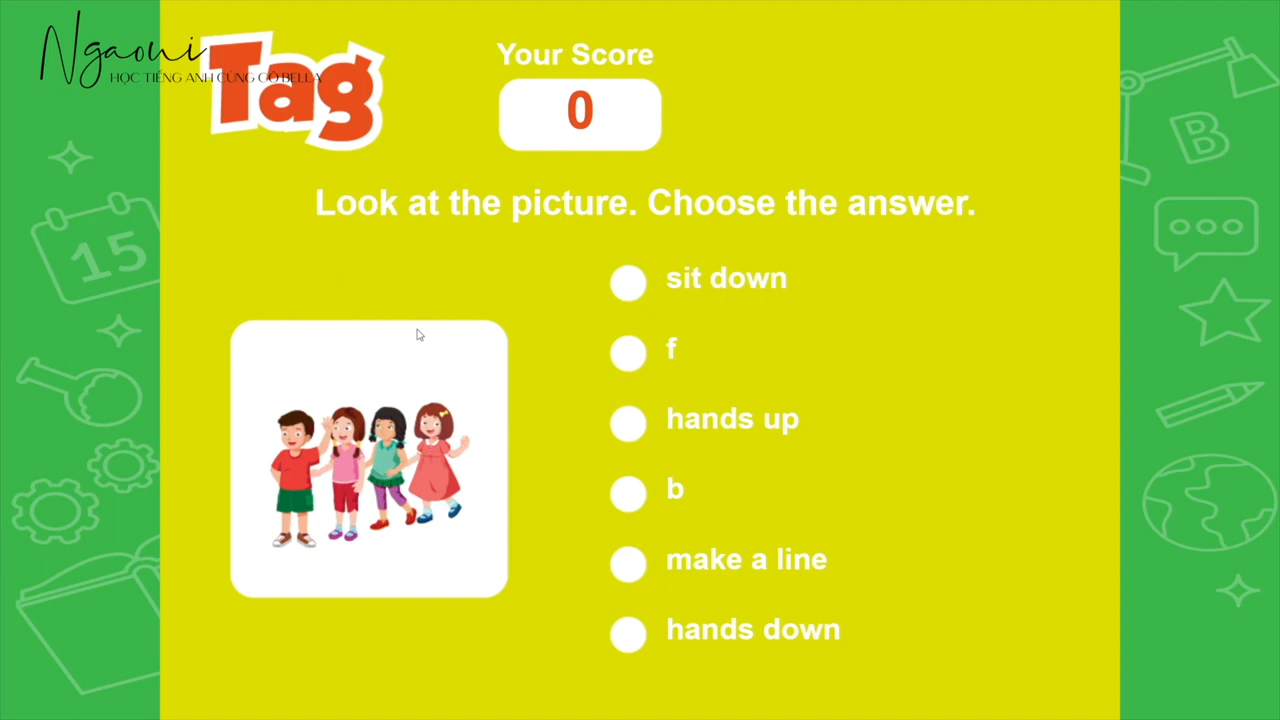 Ngaoni
HỌC TIẾNG ANH CÙNG CÔ BELLA
Tag
Your Score
0
Look at the picture. Choose the answer.
sit down
f
hands up
b
make a line
hands down
15
B